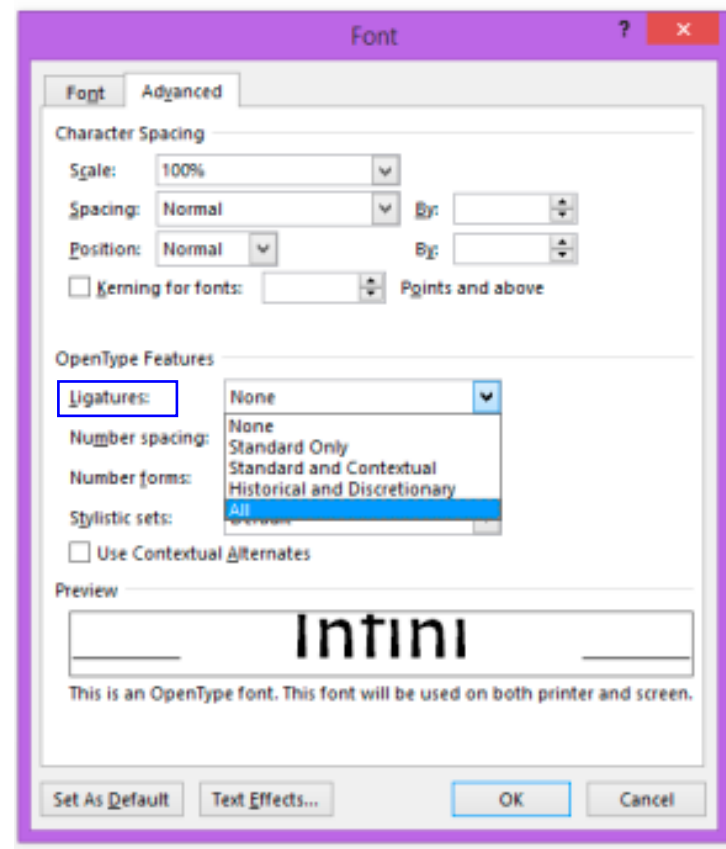 Font ?
Font Advanced
Character Spacing
Scale: 100%
Spacing: Normal By:
Position: Normal By:
Kerning for fonts: Points and above
OpenType Features
Ligatures: None
None
Number spacing:
Standard Only
Standard and Contextual
Number forms:
Historical and Discretionary
All
Stylistic sets: Default
Use Contextual Alternates
Preview
Infini
This is an OpenType font. This font will be used on both printer and screen.
Set As Default Text Effects... OK Cancel